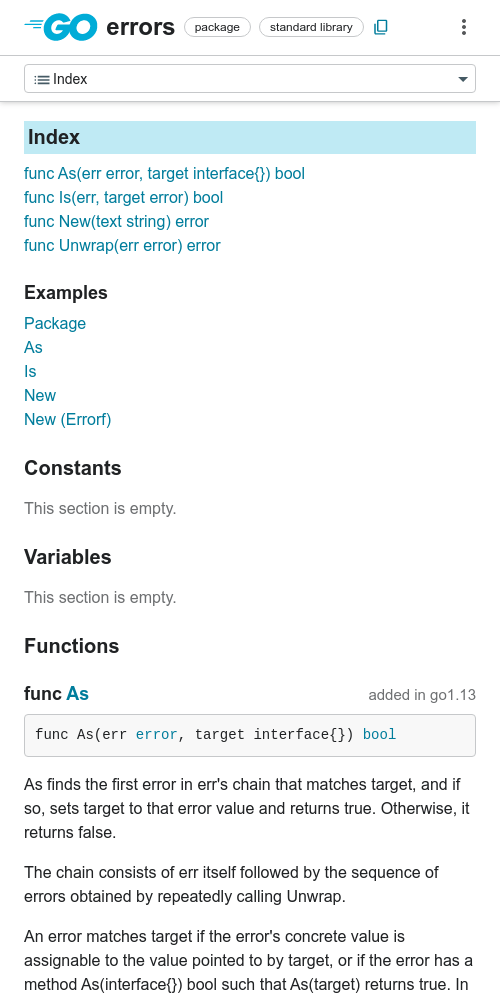 GO errors package standard library
Index
Index
func As(err error, target interface{}) bool
func Is(err, target error) bool
func New(text string) error
func Unwrap(err error) error
Examples
Package
As
Is
New
New (Errorf)
Constants
This section is empty.
Variables
This section is empty.
Functions
func As added in go1.13
func As(err error, target interface{}) bool
As finds the first error in err's chain that matches target, and if
so, sets target to that error value and returns true. Otherwise, it
returns false.
The chain consists of err itself followed by the sequence of
errors obtained by repeatedly calling Unwrap.
An error matches target if the error's concrete value is
assignable to the value pointed to by target, or if the error has a
method As(interface{}) bool such that As(target) returns true. In